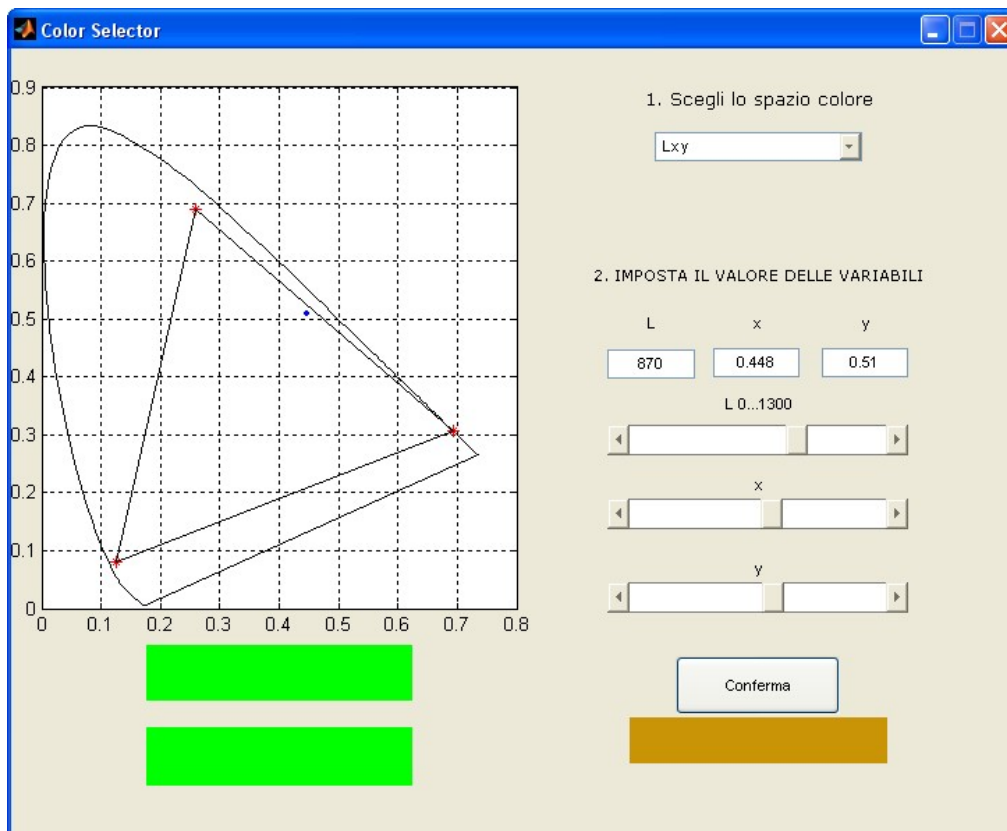 Color Selector
0.9
0.8
0.7
0.6
0.5
0.4
0.3
0.2
0.1
0
0 0.1 0.2 0.3 0.4 0.5 0.6 0.7 0.8
1. Scegli lo spazio colore
Lxy
2. IMPOSTA IL VALORE DELLE VARIABILI
L x y
870 0.448 0.51
L 0...1300
x
y
Conferma